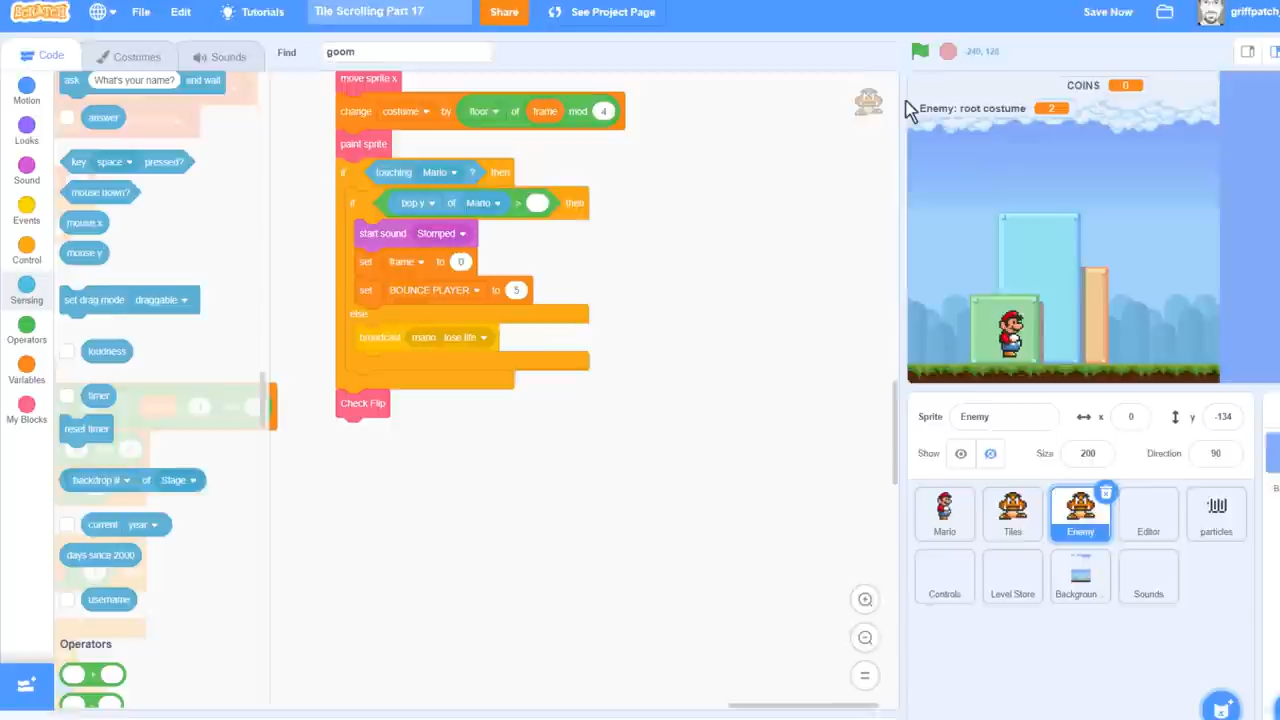 SCRATCH File Edit Tutorials Tile Scrolling Part 17 Share See Project Page Save Now griffpatch
Code Costumes Sounds Find goom -240, 128
Motion
Looks
Sound
Events
Control
Sensing
Operators
Variables
My Blocks
ask What's your name? and wait
answer
key space pressed?
mouse down?
mouse x
mouse y
set drag mode draggable
loudness
timer
reset timer
backdrop # of Stage
current year
days since 2000
username
Operators
move sprite x
change costume by floor of frame mod 4
paint sprite
if touching Mario ? then
if bop y of Mario > then
start sound Stomped
set frame to 0
set BOUNCE PLAYER to 5
else
broadcast mario lose life
Check Flip
COINS 0
Enemy: root costume 2
Sprite Enemy x 0 y -134
Show Size 200 Direction 90
Mario Tiles Enemy Editor particles
Controls Level Store Backgroun... Sounds